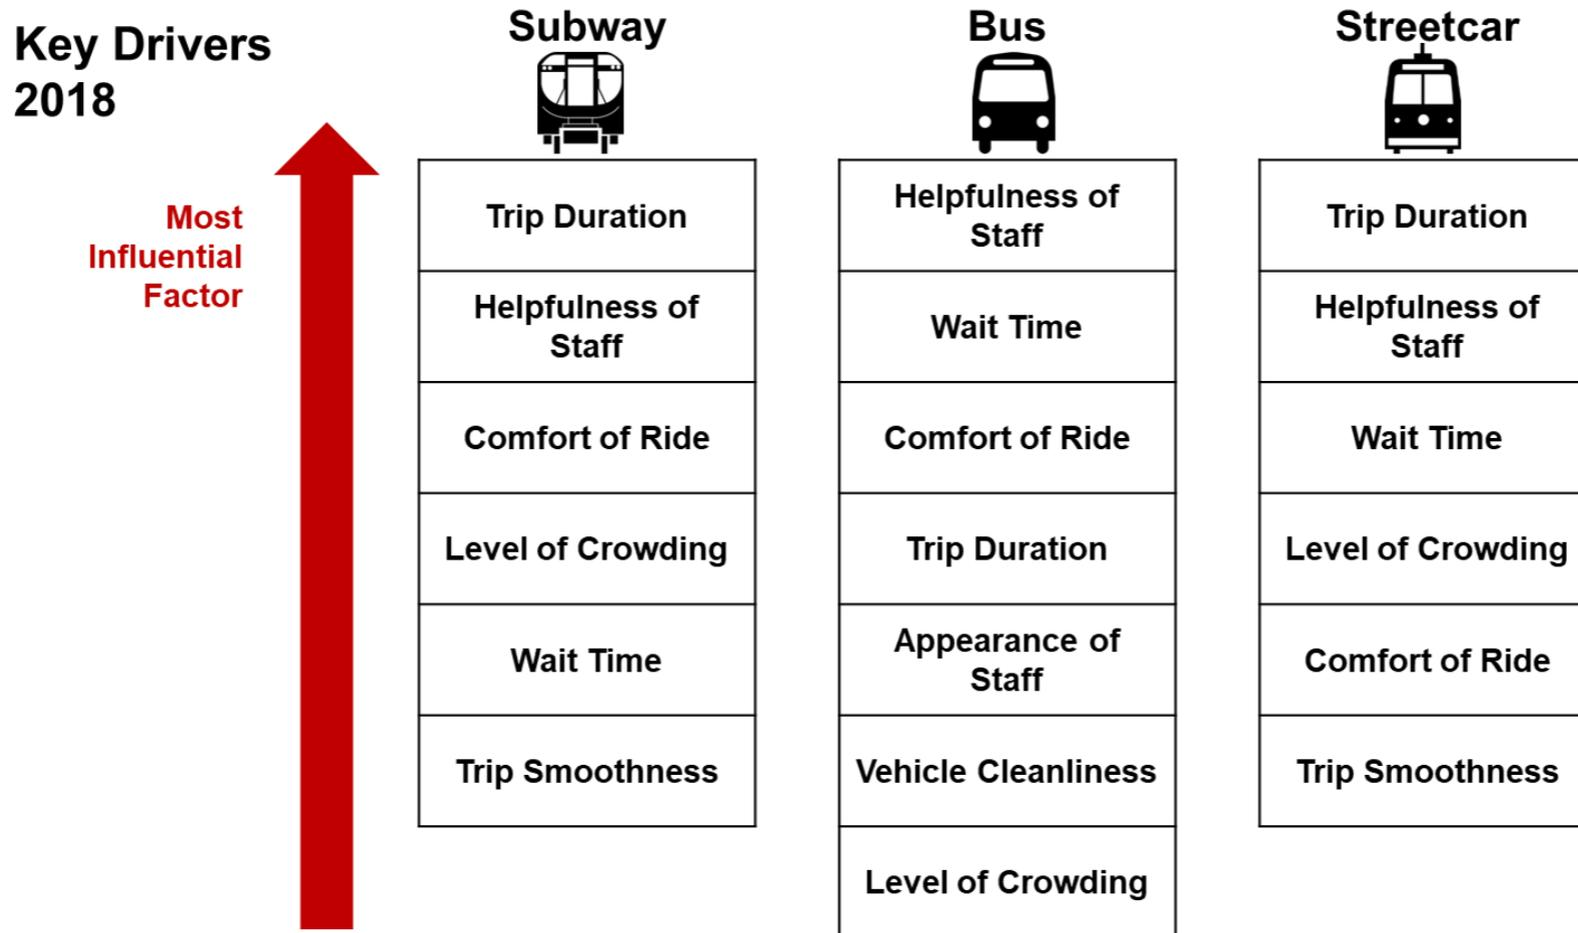 Key Drivers
2018
Most
Influential
Factor
Subway
Trip Duration
Helpfulness of
Staff
Comfort of Ride
Level of Crowding
Wait Time
Trip Smoothness
Bus
Helpfulness of
Staff
Wait Time
Comfort of Ride
Trip Duration
Appearance of
Staff
Vehicle Cleanliness
Level of Crowding
Streetcar
Trip Duration
Helpfulness of
Staff
Wait Time
Level of Crowding
Comfort of Ride
Trip Smoothness